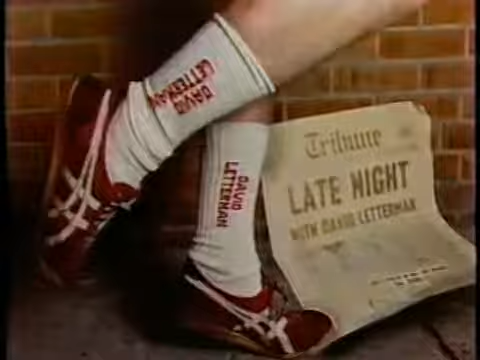 DAVID
LETTERMAN
DAVID
LETTERMAN
Tribune
LATE NIGHT
WITH DAVID LETTERMAN